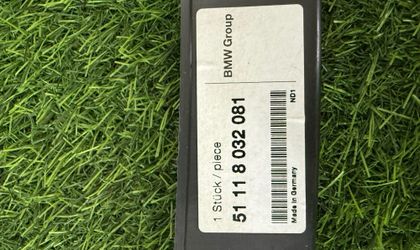 1 Stück / piece
BMW Group
51 11 8 032 081
ND1
Made in Germany